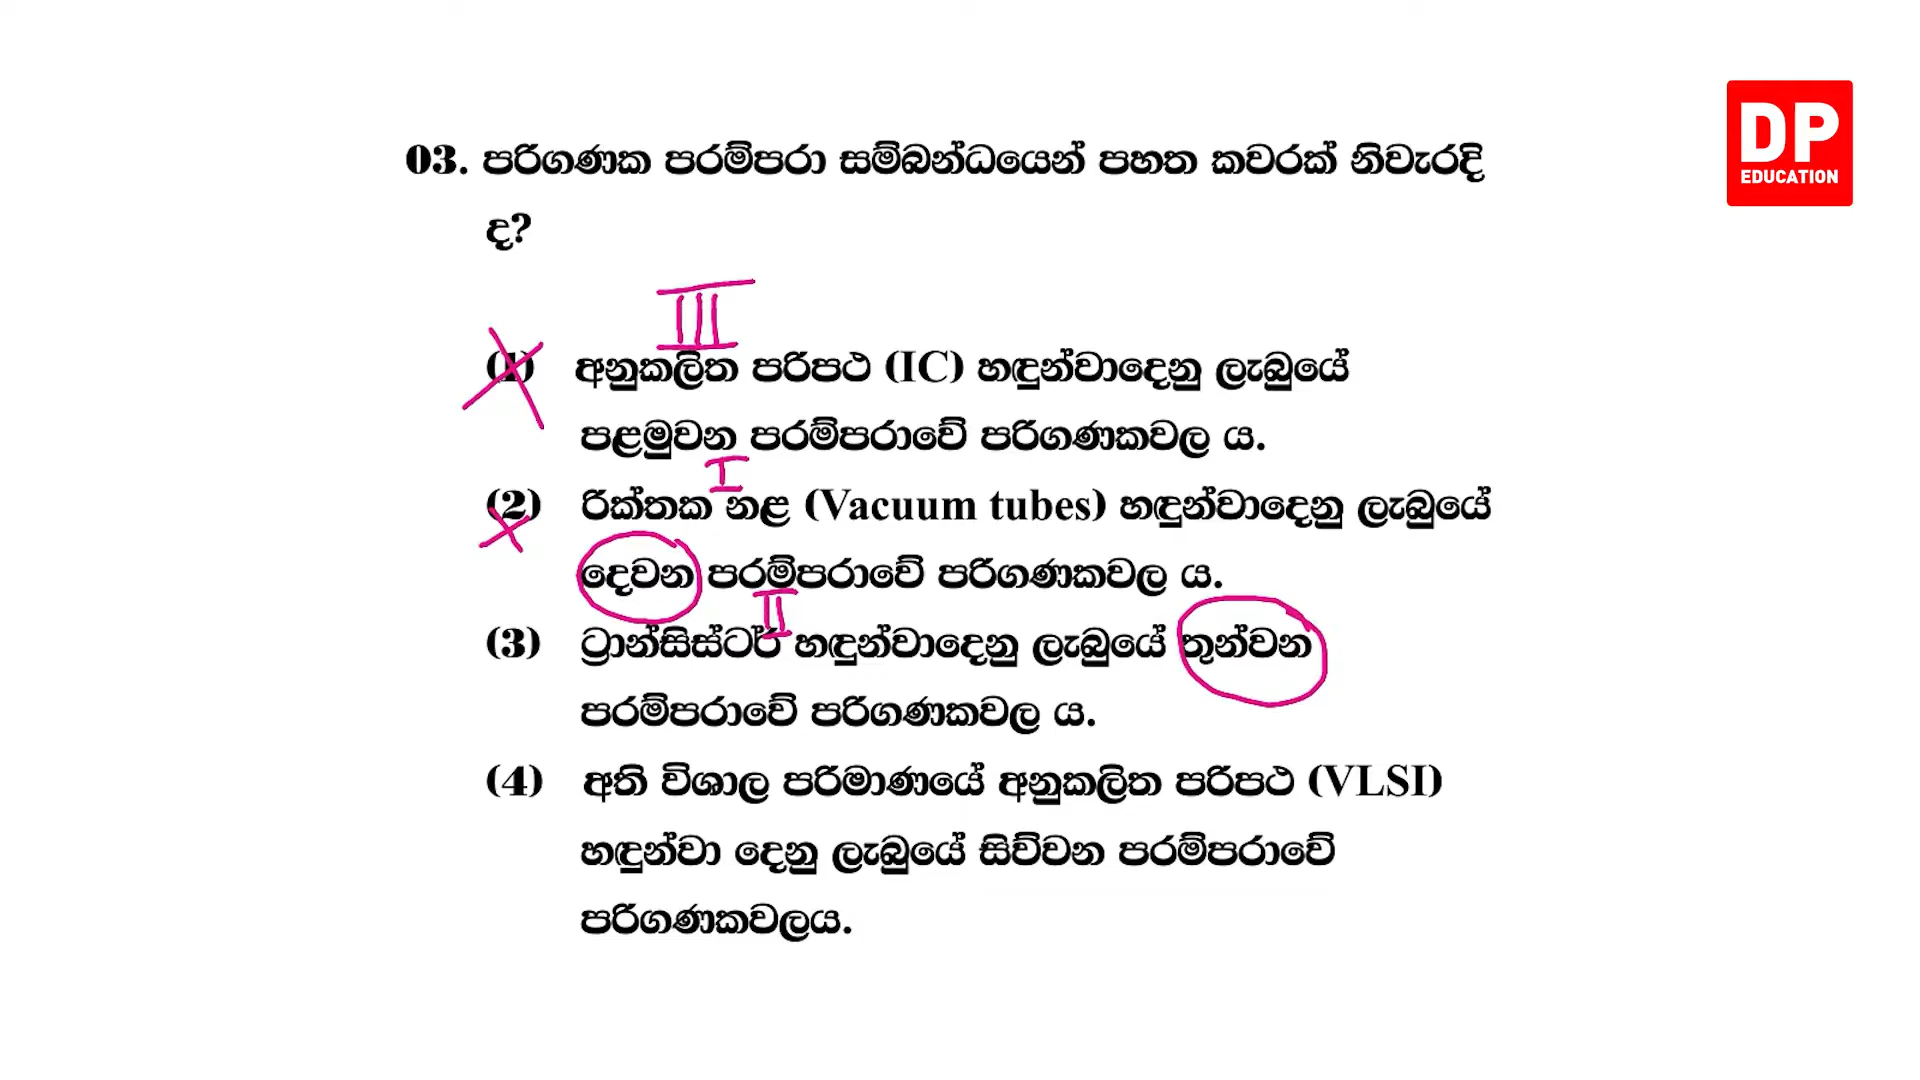 DP
EDUCATION
03. පරිගණක පරම්පරා සම්බන්ධයෙන් පහත කවරක් නිවැරදි
ද?
III
(1) අනුකලිත පරිපථ (IC) හඳුන්වාදෙනු ලැබුයේ
පළමුවන පරම්පරාවේ පරිගණකවල ය.
I
(2) රික්තක නළ (Vacuum tubes) හඳුන්වාදෙනු ලැබුයේ
දෙවන පරම්පරාවේ පරිගණකවල ය.
II
(3) ට්‍රාන්සිස්ටර් හඳුන්වාදෙනු ලැබුයේ තුන්වන
පරම්පරාවේ පරිගණකවල ය.
(4) අති විශාල පරිමාණයේ අනුකලිත පරිපථ (VLSI)
හඳුන්වා දෙනු ලැබුයේ සිව්වන පරම්පරාවේ
පරිගණකවලය.